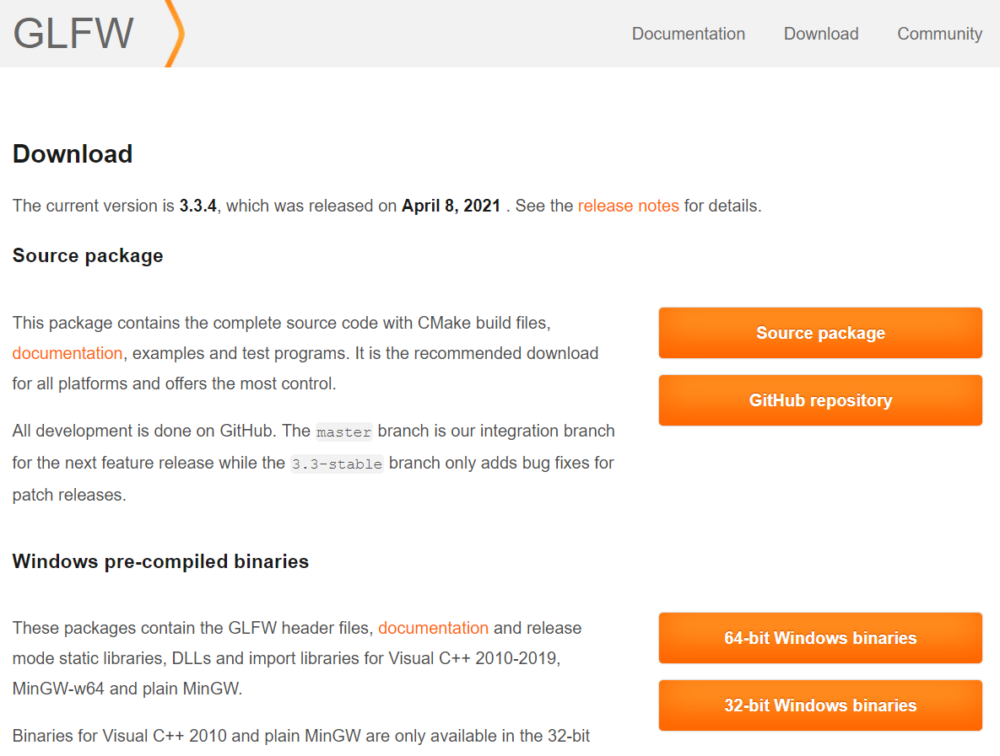 GLFW
Documentation Download Community
Download
The current version is 3.3.4, which was released on April 8, 2021 . See the release notes for details.
Source package
This package contains the complete source code with CMake build files,
documentation, examples and test programs. It is the recommended download
for all platforms and offers the most control.
Source package
GitHub repository
All development is done on GitHub. The master branch is our integration branch
for the next feature release while the 3.3-stable branch only adds bug fixes for
patch releases.
Windows pre-compiled binaries
These packages contain the GLFW header files, documentation and release
mode static libraries, DLLs and import libraries for Visual C++ 2010-2019,
MinGW-w64 and plain MinGW.
64-bit Windows binaries
32-bit Windows binaries
Binaries for Visual C++ 2010 and plain MinGW are only available in the 32-bit